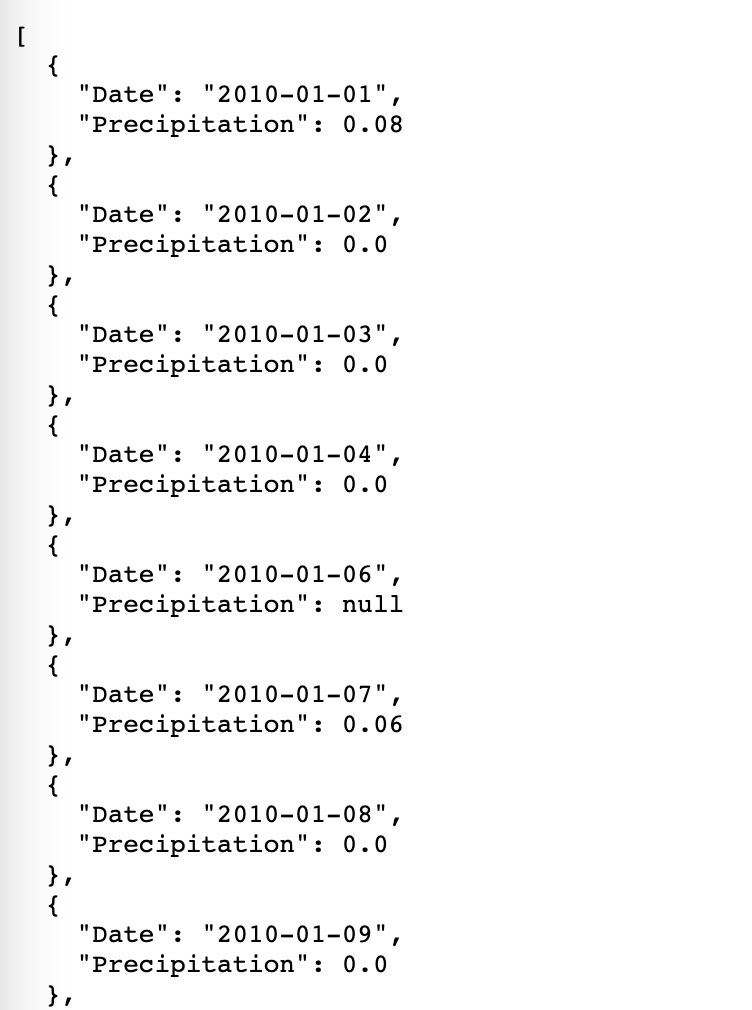 [
  {
    "Date": "2010-01-01",
    "Precipitation": 0.08
  },
  {
    "Date": "2010-01-02",
    "Precipitation": 0.0
  },
  {
    "Date": "2010-01-03",
    "Precipitation": 0.0
  },
  {
    "Date": "2010-01-04",
    "Precipitation": 0.0
  },
  {
    "Date": "2010-01-06",
    "Precipitation": null
  },
  {
    "Date": "2010-01-07",
    "Precipitation": 0.06
  },
  {
    "Date": "2010-01-08",
    "Precipitation": 0.0
  },
  {
    "Date": "2010-01-09",
    "Precipitation": 0.0
  },